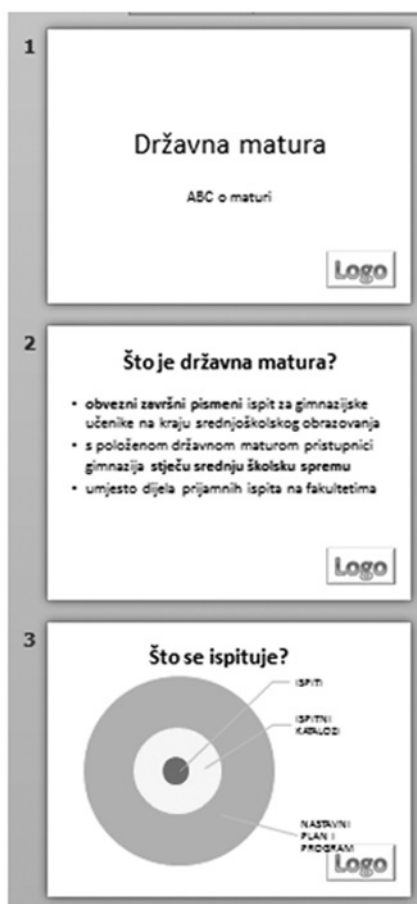 1
Državna matura
ABC o maturi
Logo
2
Što je državna matura?
• obvezni završni pismeni ispit za gimnazijske
učenike na kraju srednjoškolskog obrazovanja
• s položenom državnom maturom pristupnici
gimnazija stječu srednju školsku spremu
• umjesto dijela prijamnih ispita na fakultetima
Logo
3
Što se ispituje?
ISPITI
ISPITNI
KATALOZI
NASTAVNI
PLAN I
PROGRAM
Logo